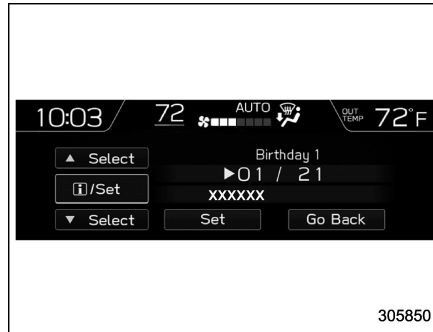 10:03 72 AUTO OUT TEMP 72°F
▲ Select Birthday 1
i/Set ▶01 / 21
XXXXXX
▼ Select Set Go Back
305850